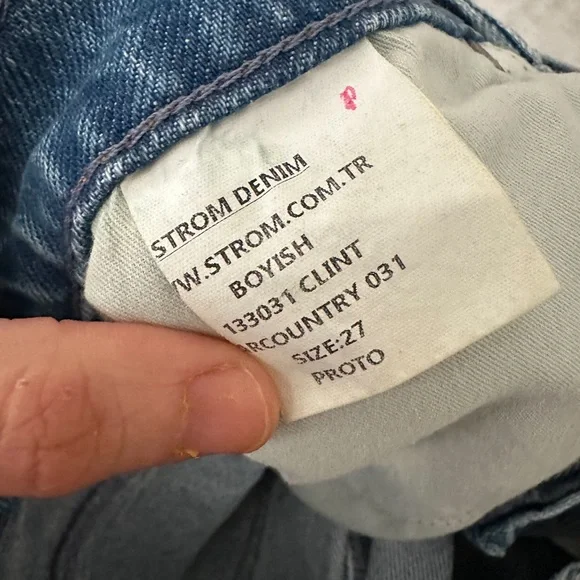 STROM DENIM
W.STROM.COM.TR
BOYISH
133031 CLINT
RCOUNTRY 031
SIZE:27
PROTO